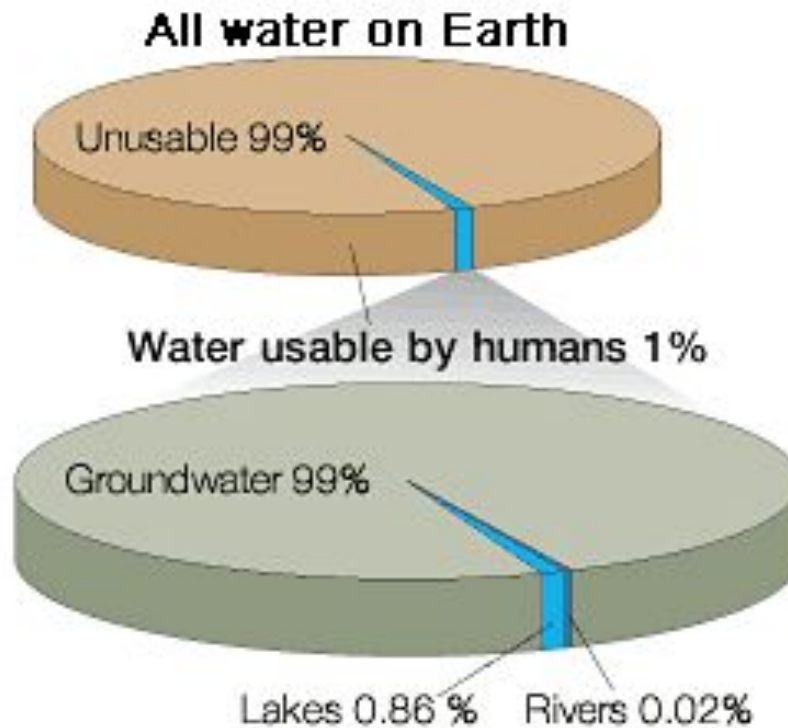 All water on Earth
Unusable 99%
Water usable by humans 1%
Groundwater 99%
Lakes 0.86 %
Rivers 0.02%